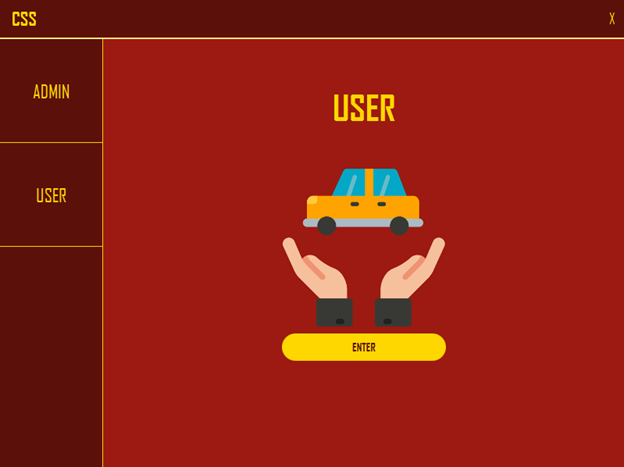 CSS
X
ADMIN
USER
USER
ENTER